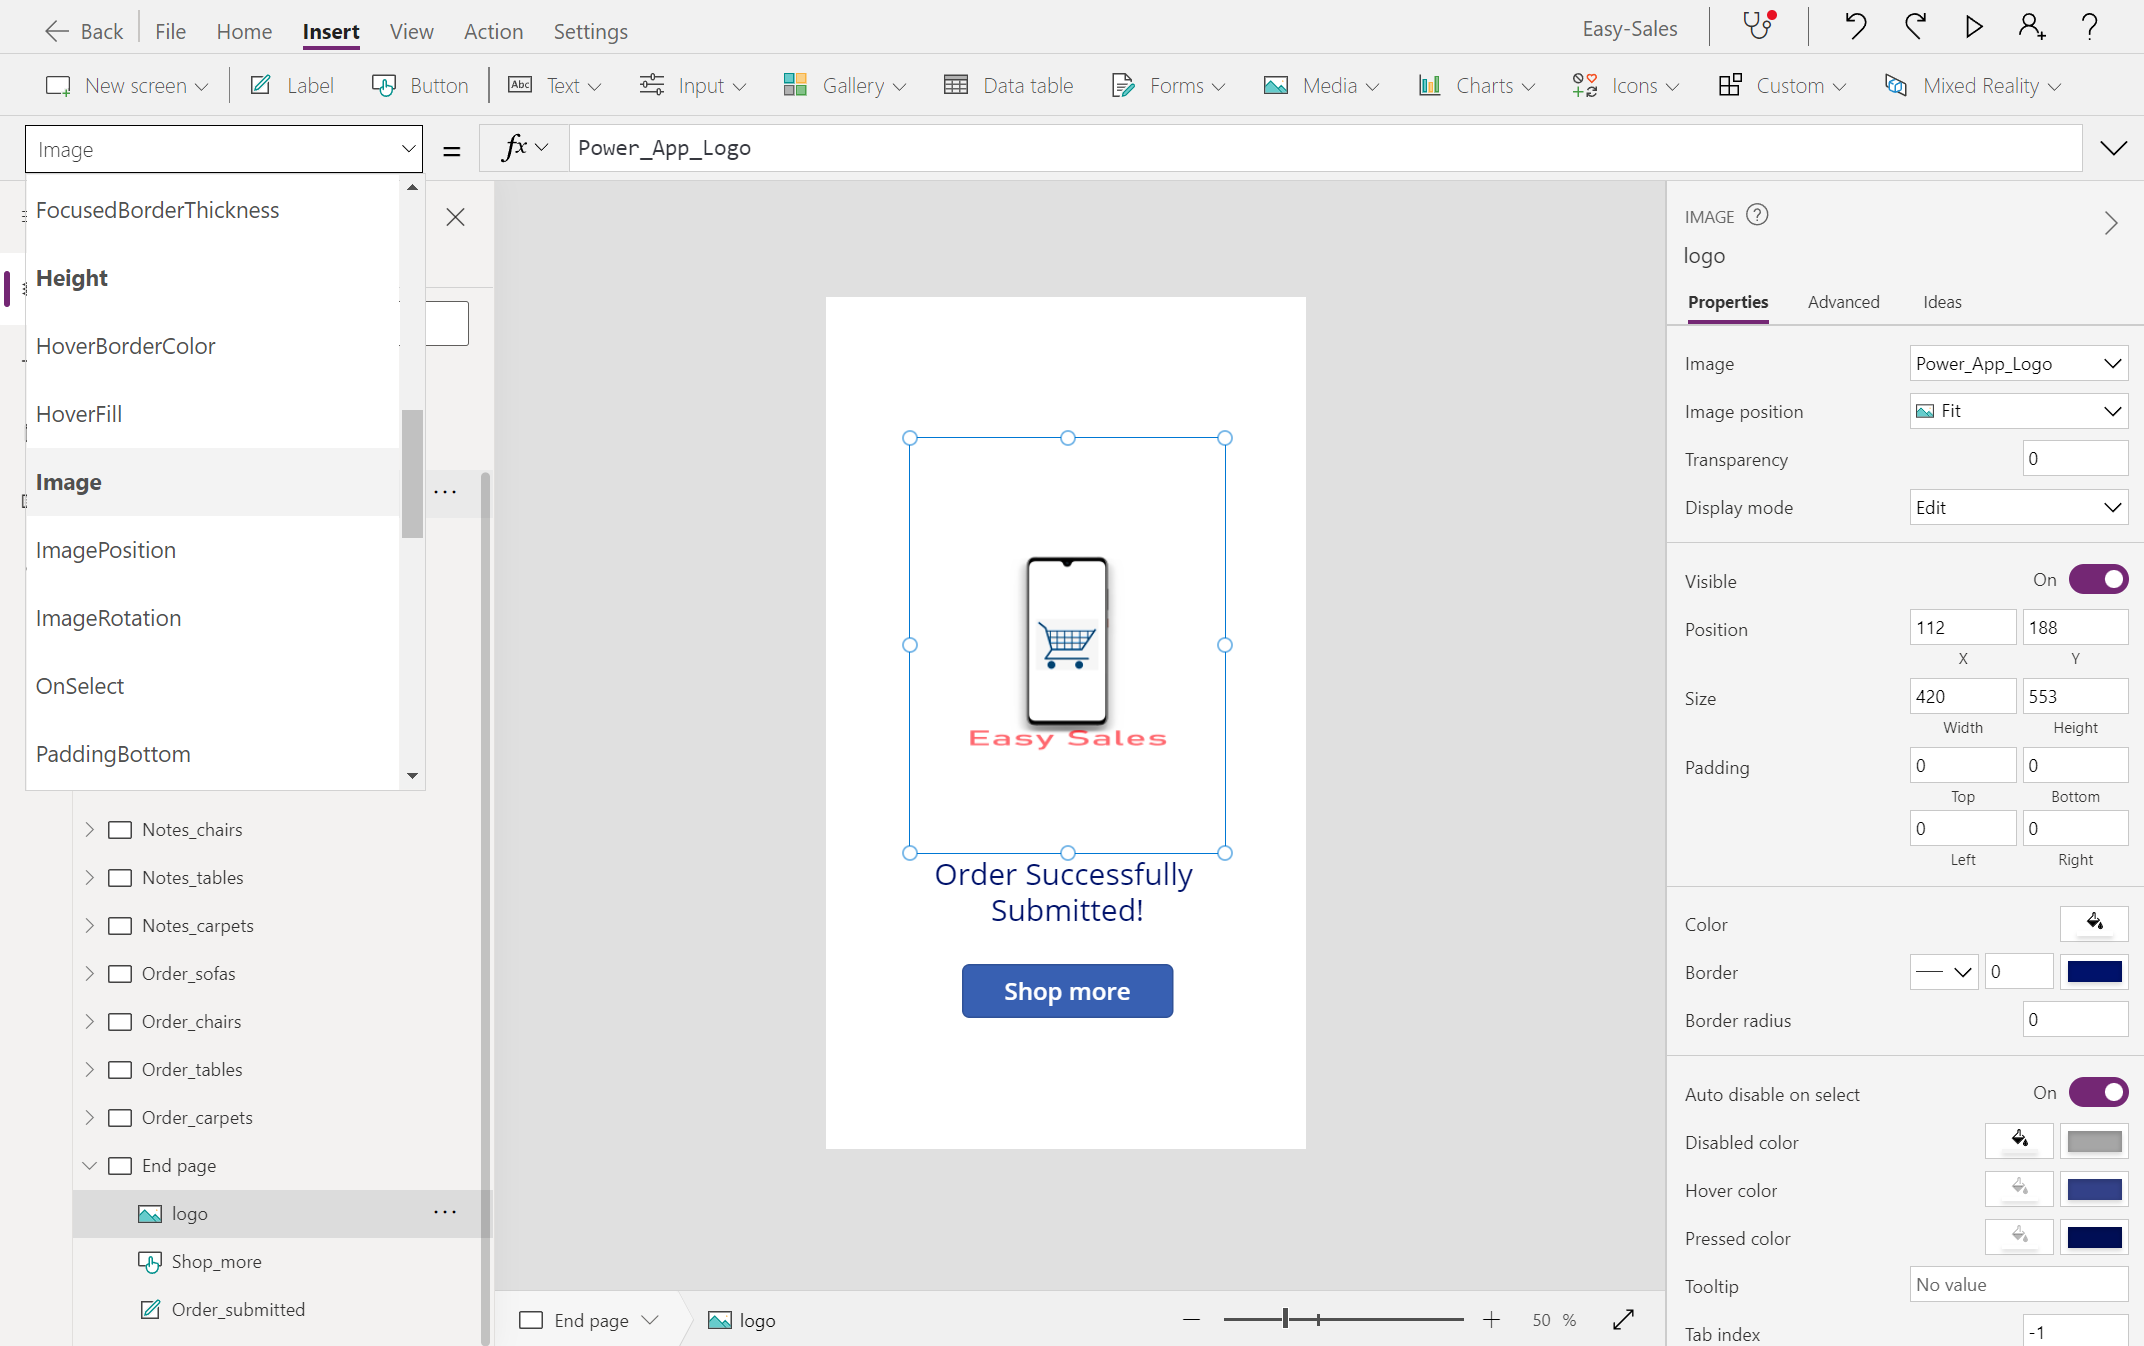 Back File Home Insert View Action Settings Easy-Sales
New screen Label Button Abc Text Input Gallery Data table Forms Media Charts Icons Custom Mixed Reality
Image = fx Power_App_Logo
FocusedBorderThickness
Height
HoverBorderColor
HoverFill
Image
ImagePosition
ImageRotation
OnSelect
PaddingBottom
Notes_chairs
Notes_tables
Notes_carpets
Order_sofas
Order_chairs
Order_tables
Order_carpets
End page
logo
Shop_more
Order_submitted
Easy Sales
Order Successfully
Submitted!
Shop more
End page logo 50 %
IMAGE ?
logo
Properties Advanced Ideas
Image Power_App_Logo
Image position Fit
Transparency 0
Display mode Edit
Visible On
Position 112 188
X Y
Size 420 553
Width Height
Padding 0 0
Top Bottom
0 0
Left Right
Color
Border 0
Border radius 0
Auto disable on select On
Disabled color
Hover color
Pressed color
Tooltip No value
Tab index -1